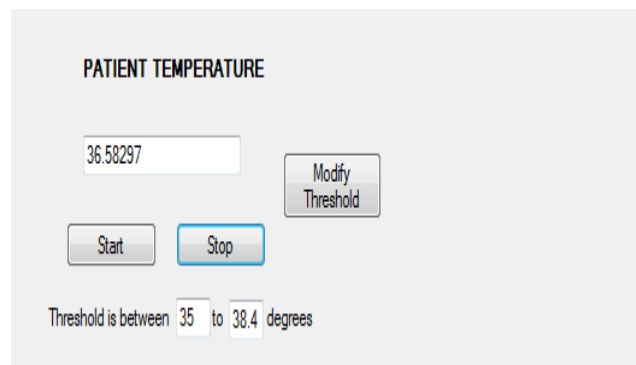 PATIENT TEMPERATURE
36.58297
Modify
Threshold
Start Stop
Threshold is between 35 to 38.4 degrees